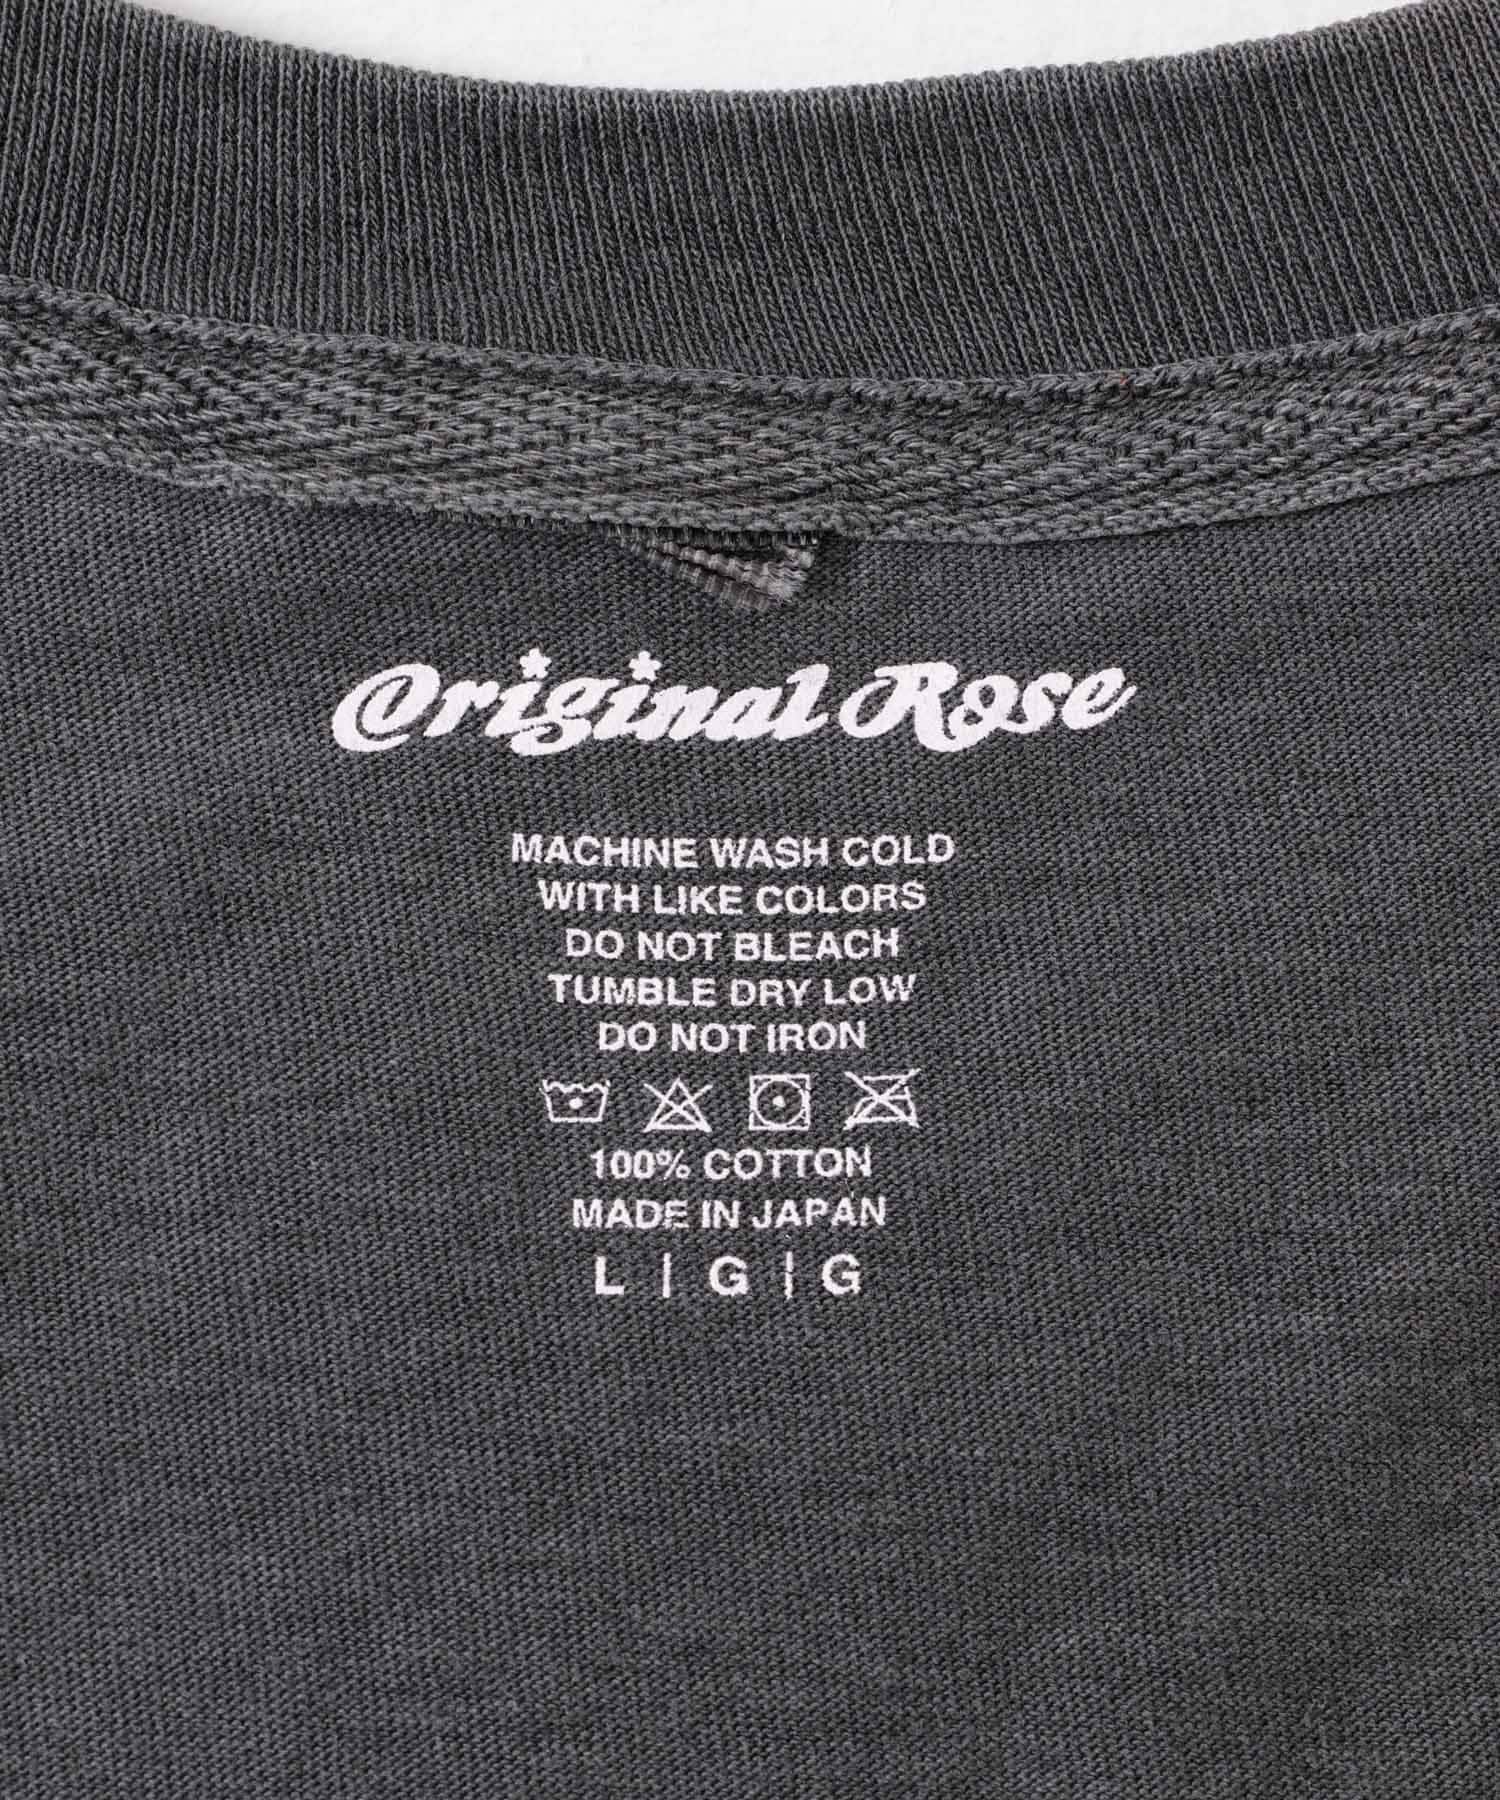 Original Rose
MACHINE WASH COLD
WITH LIKE COLORS
DO NOT BLEACH
TUMBLE DRY LOW
DO NOT IRON
100% COTTON
MADE IN JAPAN
L | G | G